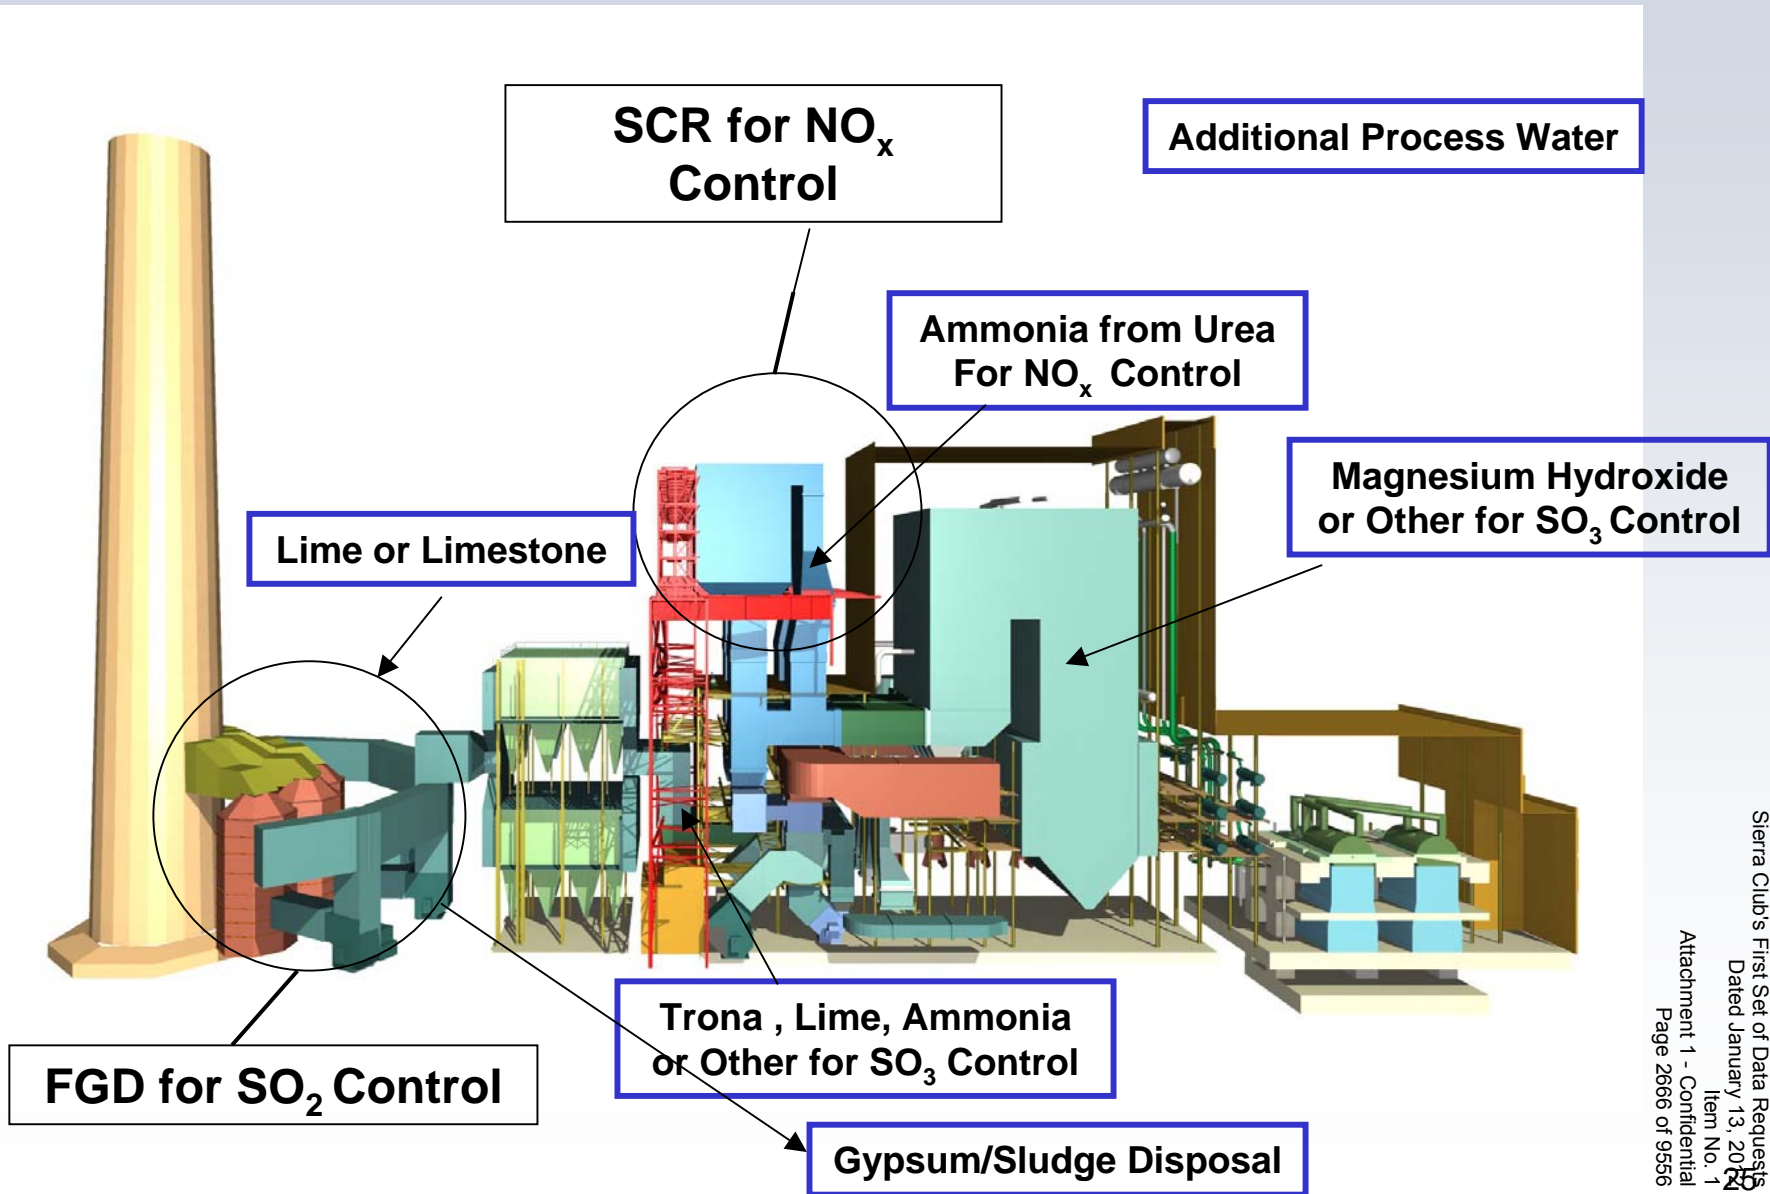 SCR for NOx
Control
Additional Process Water
Ammonia from Urea
For NOx Control
Magnesium Hydroxide
or Other for SO3 Control
Lime or Limestone
Trona , Lime, Ammonia
or Other for SO3 Control
FGD for SO2 Control
Gypsum/Sludge Disposal
Sierra Club's First Set of Data Requests
Dated January 13,
Item No. 1
Attachment 1 - Confidential
Page 2666 of 9556
25